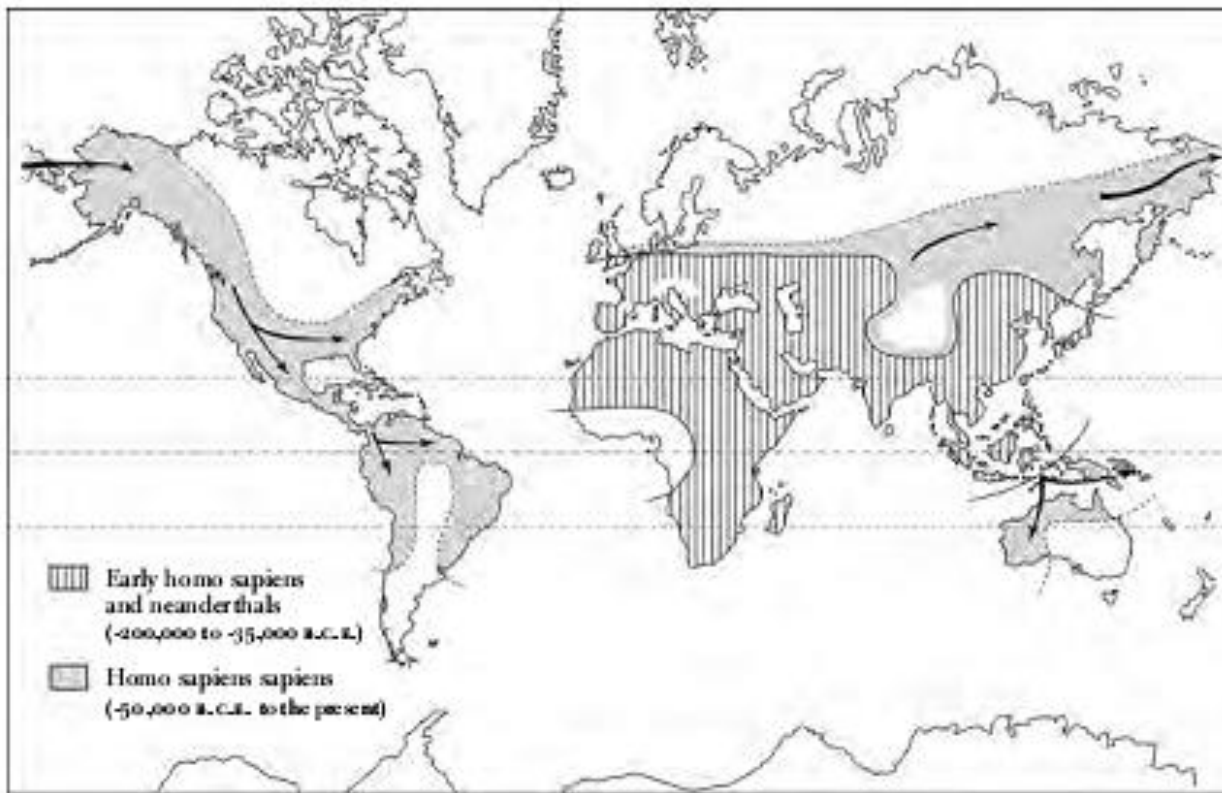 Early homo sapiens
and neanderthals
(-200,000 to -35,000 B.C.E.)
Homo sapiens sapiens
(-50,000 B.C.E. to the present)